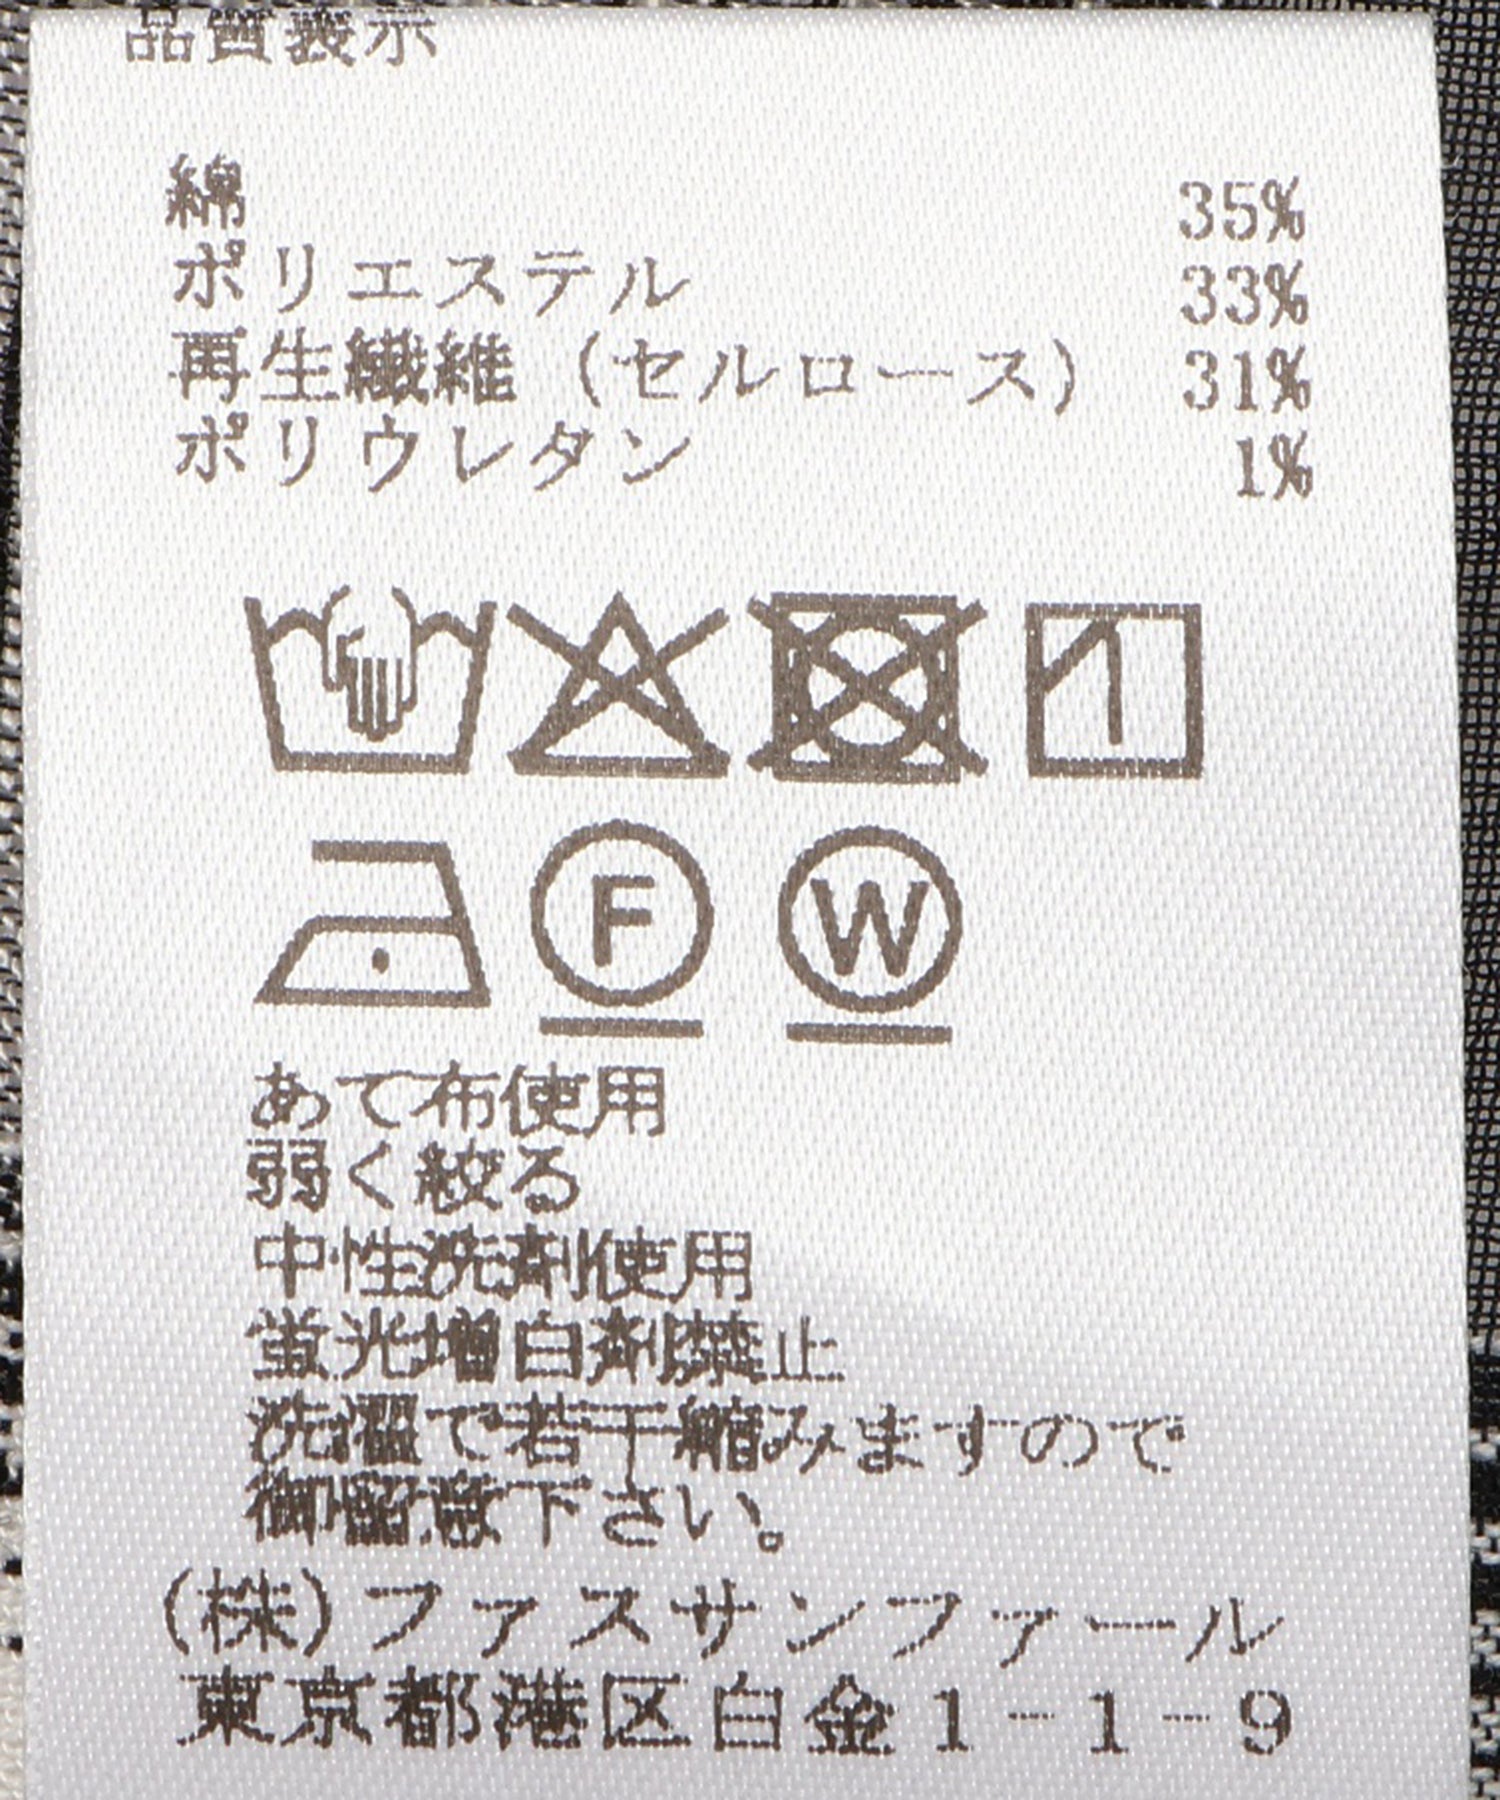 品質表示
綿 35%
ポリエステル 33%
再生繊維(セルロース) 31%
ポリウレタン 1%
F W
あて布使用
弱く絞る
中性洗剤使用
蛍光増白剤禁止
洗濯で若干縮みますので
御留意下さい。
(株)ファスサンファール
東京都港区白金1-1-9